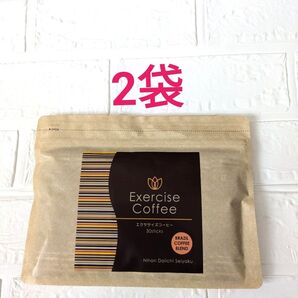 2袋
Exercise
Coffee
エクササイズコーヒー
30sticks
BRAZIL
COFFEE
BLEND
Nihon Daiichi Seiyaku